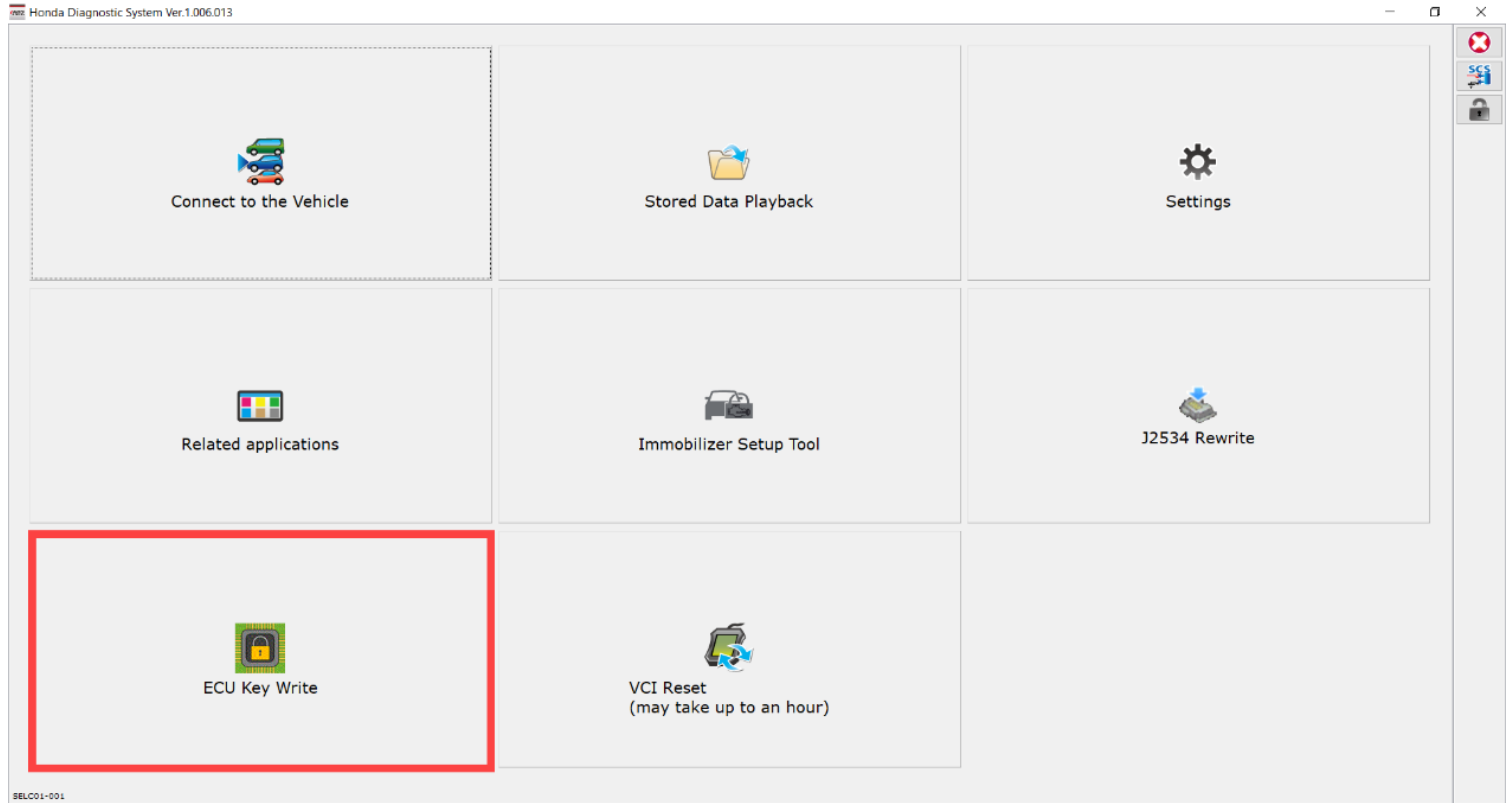 Honda Diagnostic System Ver.1.006.013
SCS
Connect to the Vehicle
Stored Data Playback
Settings
Related applications
Immobilizer Setup Tool
J2534 Rewrite
ECU Key Write
VCI Reset
(may take up to an hour)
SELC01-001